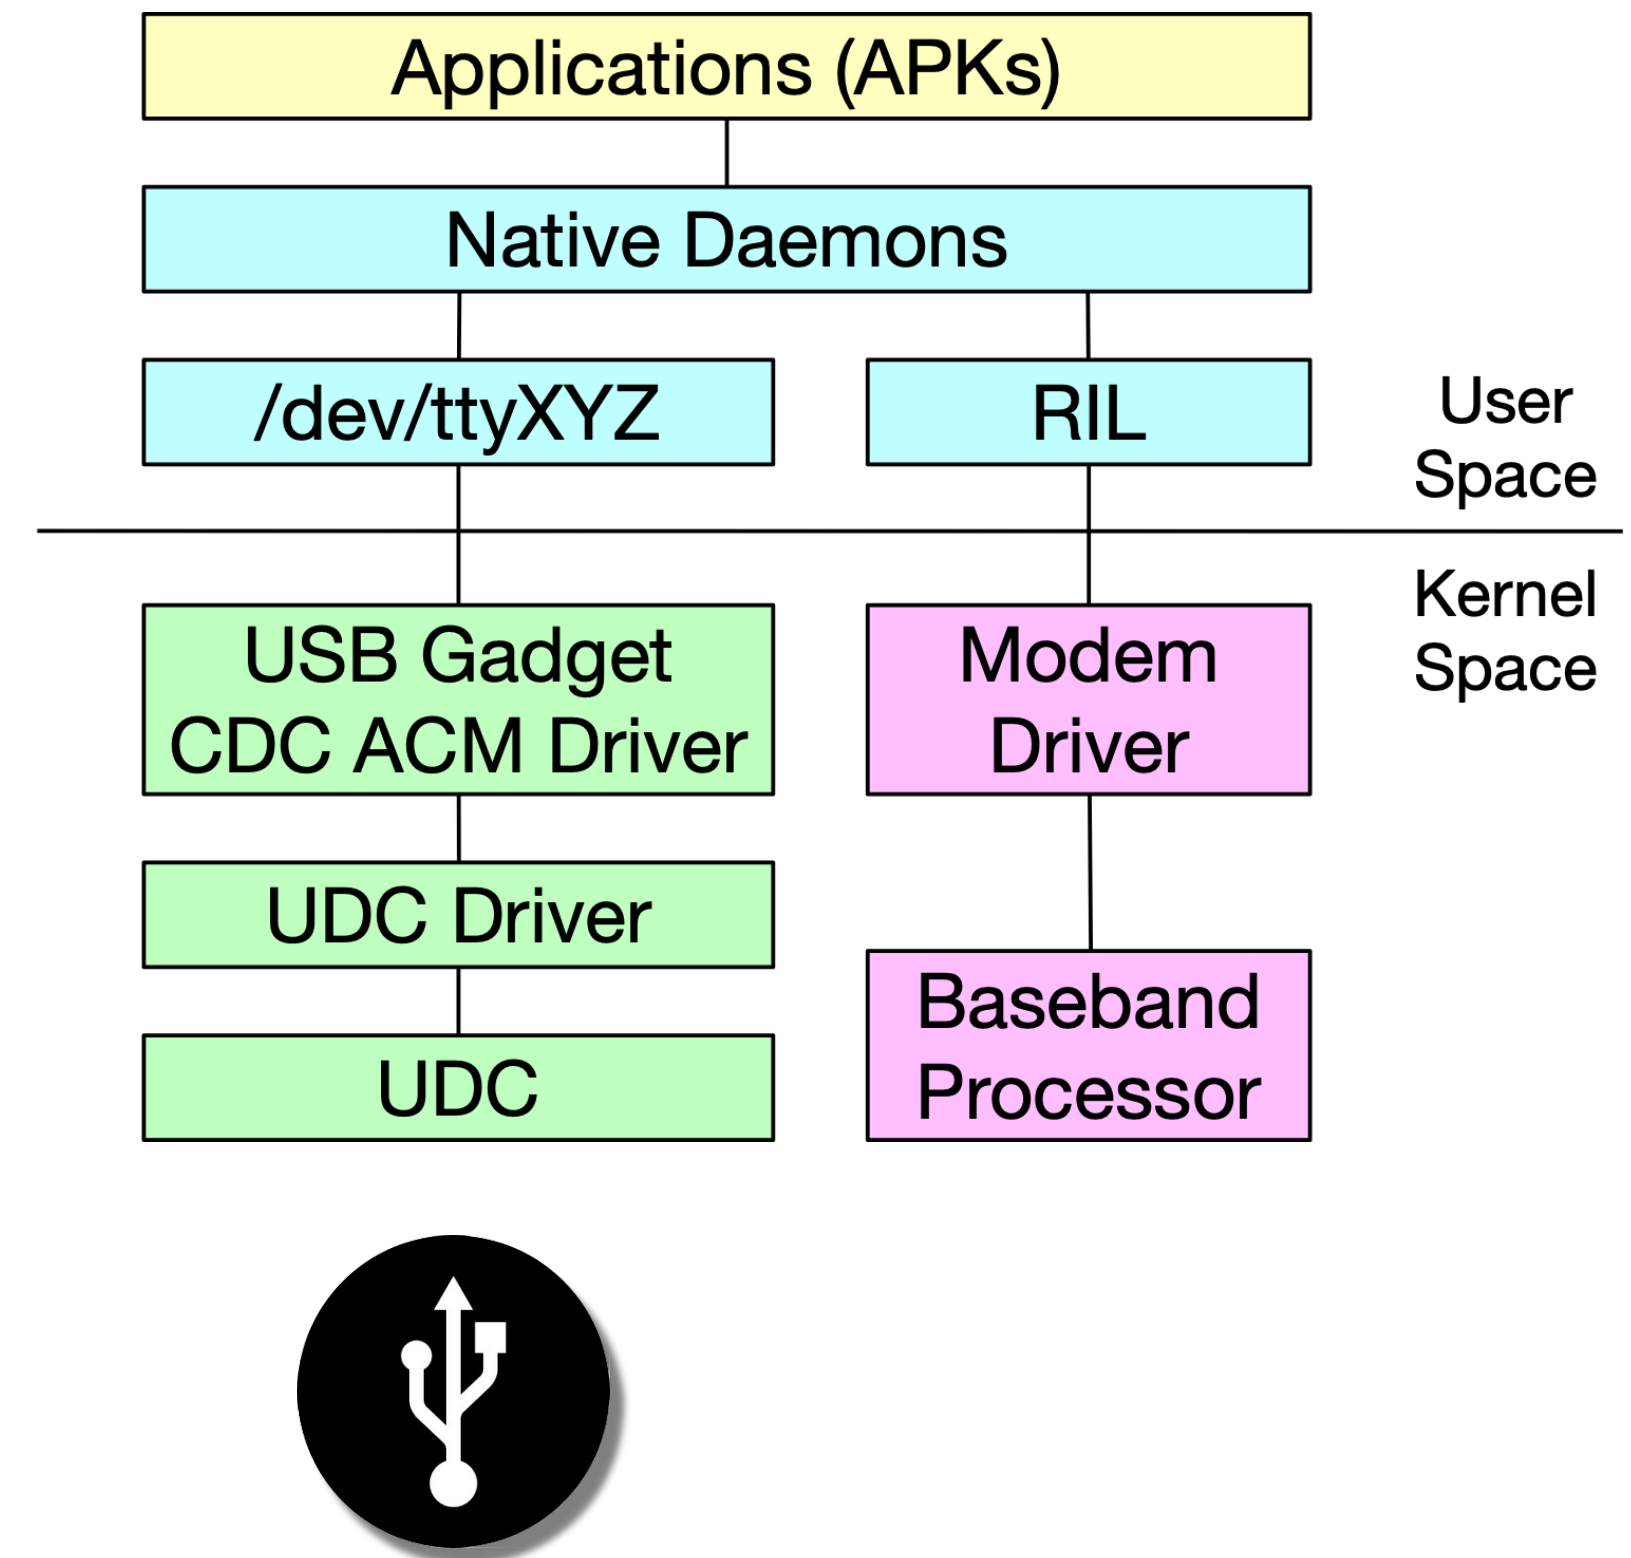 Applications (APKs)
Native Daemons
/dev/ttyXYZ
RIL
User
Space
Kernel
Space
USB Gadget
CDC ACM Driver
Modem
Driver
UDC Driver
Baseband
Processor
UDC